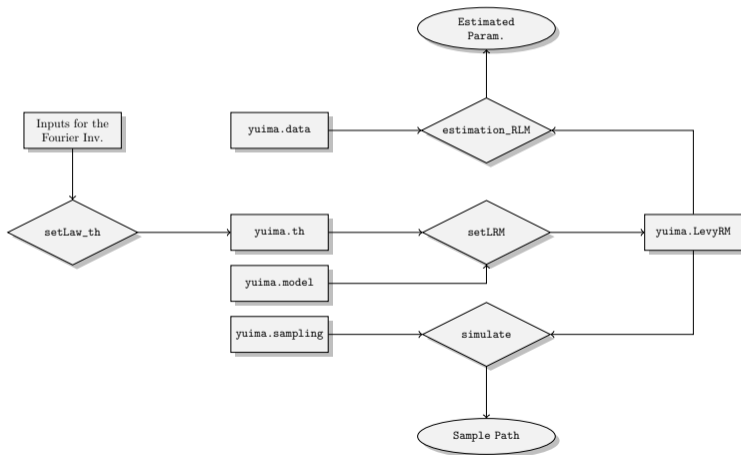 Estimated
Param.
Inputs for the
Fourier Inv.
yuima.data
estimation_RLM
setLaw_th
yuima.th
setLRM
yuima.LevyRM
yuima.model
yuima.sampling
simulate
Sample Path